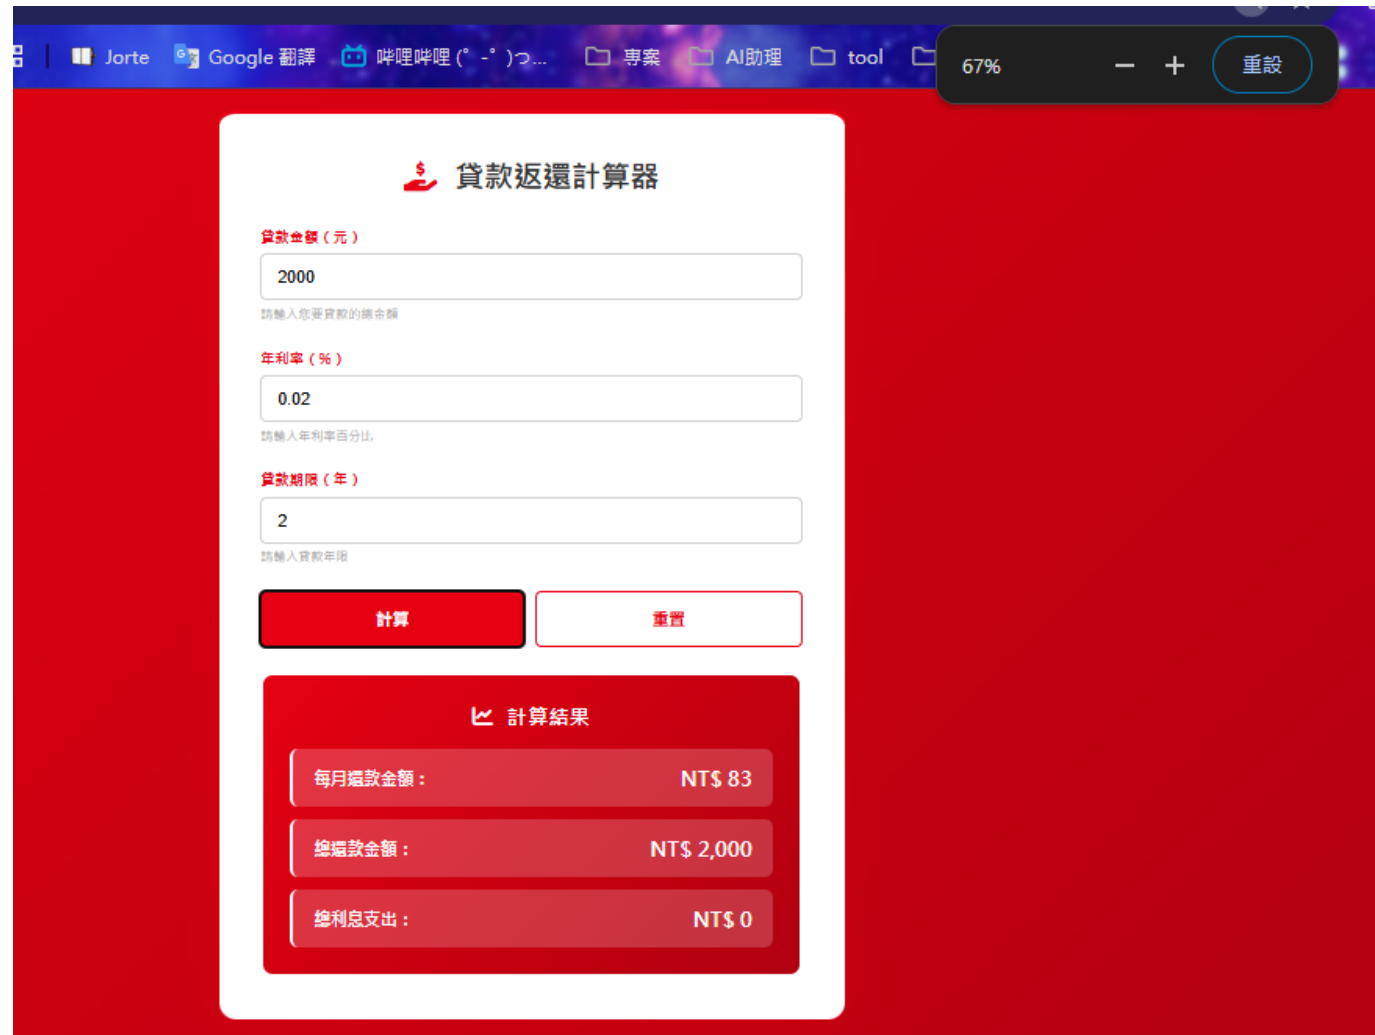 Jorte Google 翻譯 哔哩哔哩 (゜-゜)つ... 專案 AI助理 tool
67% − + 重設
貸款返還計算器
貸款金額（元）
2000
請輸入您要貸款的總金額
年利率（%）
0.02
請輸入年利率百分比
貸款期限（年）
2
請輸入貸款年限
計算 重置
計算結果
每月還款金額： NT$ 83
總還款金額： NT$ 2,000
總利息支出： NT$ 0